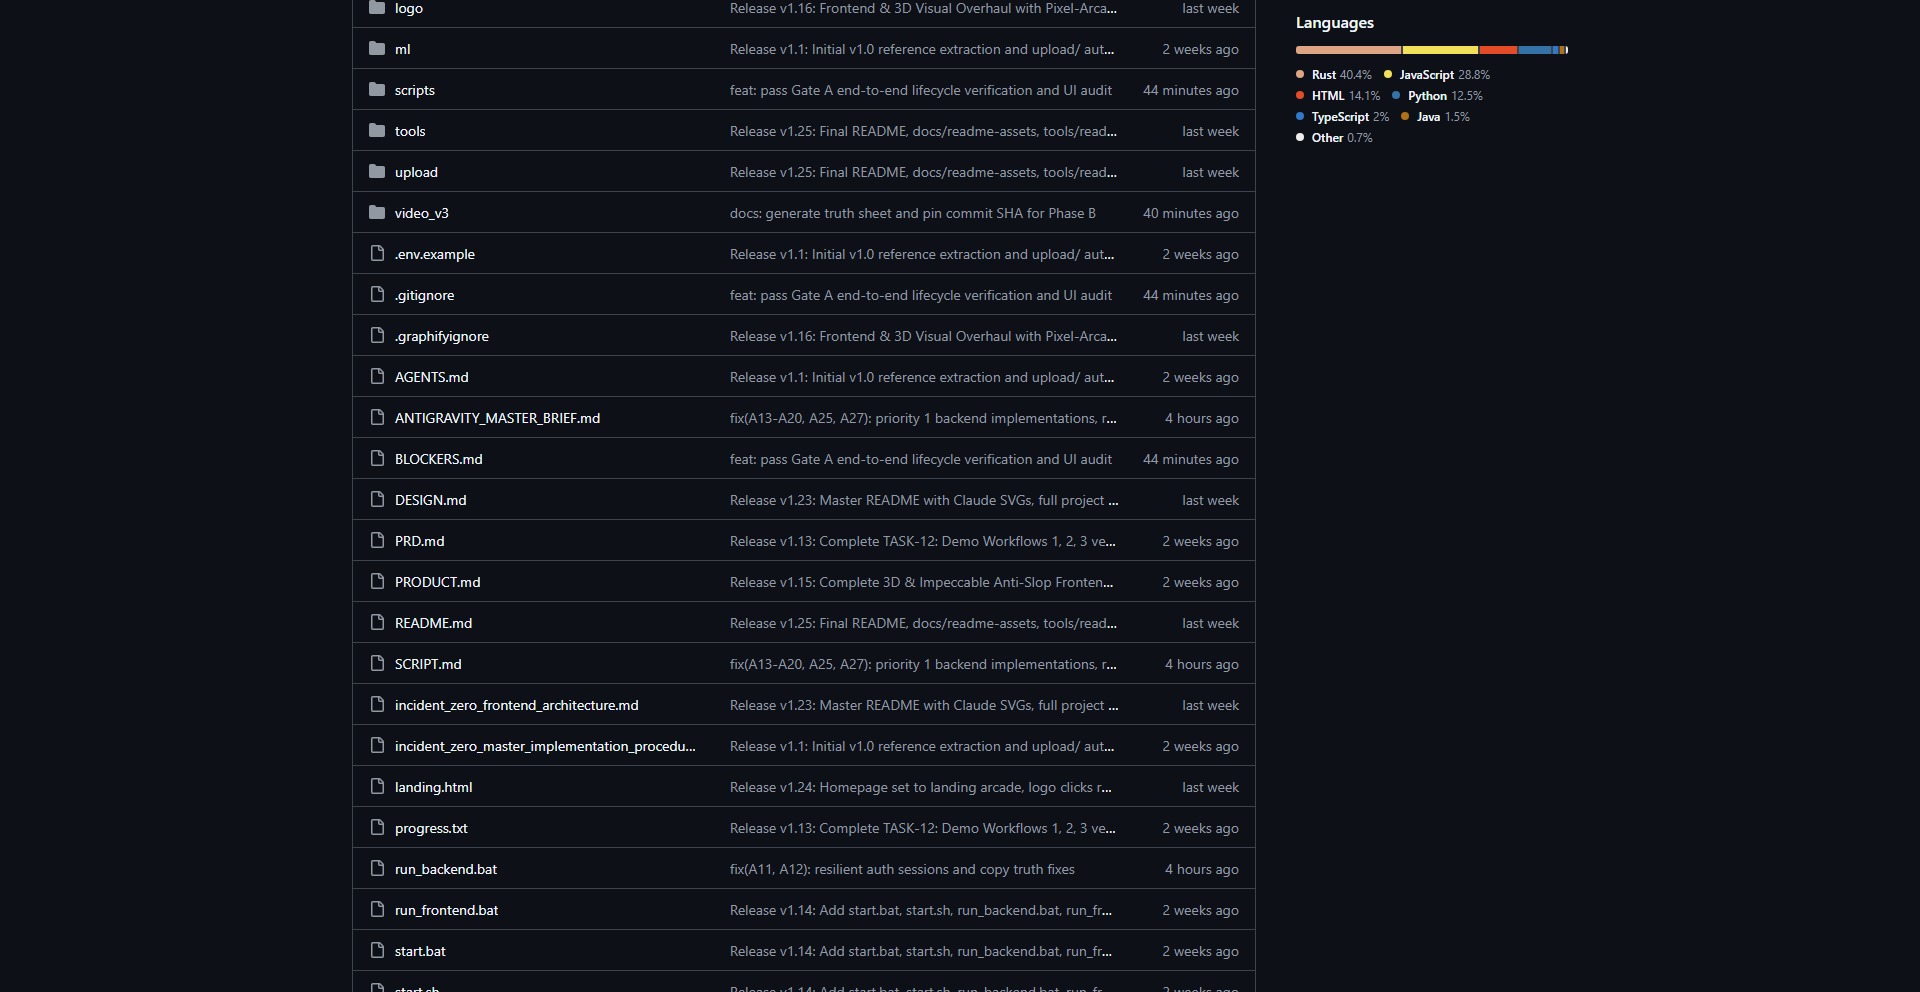 logo Release v1.16: Frontend & 3D Visual Overhaul with Pixel-Arca... last week
ml Release v1.1: Initial v1.0 reference extraction and upload/ aut... 2 weeks ago
scripts feat: pass Gate A end-to-end lifecycle verification and UI audit 44 minutes ago
tools Release v1.25: Final README, docs/readme-assets, tools/read... last week
upload Release v1.25: Final README, docs/readme-assets, tools/read... last week
video_v3 docs: generate truth sheet and pin commit SHA for Phase B 40 minutes ago
.env.example Release v1.1: Initial v1.0 reference extraction and upload/ aut... 2 weeks ago
.gitignore feat: pass Gate A end-to-end lifecycle verification and UI audit 44 minutes ago
.graphifyignore Release v1.16: Frontend & 3D Visual Overhaul with Pixel-Arca... last week
AGENTS.md Release v1.1: Initial v1.0 reference extraction and upload/ aut... 2 weeks ago
ANTIGRAVITY_MASTER_BRIEF.md fix(A13-A20, A25, A27): priority 1 backend implementations, r... 4 hours ago
BLOCKERS.md feat: pass Gate A end-to-end lifecycle verification and UI audit 44 minutes ago
DESIGN.md Release v1.23: Master README with Claude SVGs, full project ... last week
PRD.md Release v1.13: Complete TASK-12: Demo Workflows 1, 2, 3 ve... 2 weeks ago
PRODUCT.md Release v1.15: Complete 3D & Impeccable Anti-Slop Fronten... 2 weeks ago
README.md Release v1.25: Final README, docs/readme-assets, tools/read... last week
SCRIPT.md fix(A13-A20, A25, A27): priority 1 backend implementations, r... 4 hours ago
incident_zero_frontend_architecture.md Release v1.23: Master README with Claude SVGs, full project ... last week
incident_zero_master_implementation_procedu... Release v1.1: Initial v1.0 reference extraction and upload/ aut... 2 weeks ago
landing.html Release v1.24: Homepage set to landing arcade, logo clicks r... last week
progress.txt Release v1.13: Complete TASK-12: Demo Workflows 1, 2, 3 ve... 2 weeks ago
run_backend.bat fix(A11, A12): resilient auth sessions and copy truth fixes 4 hours ago
run_frontend.bat Release v1.14: Add start.bat, start.sh, run_backend.bat, run_fr... 2 weeks ago
start.bat Release v1.14: Add start.bat, start.sh, run_backend.bat, run_fr... 2 weeks ago
start.sh Release v1.14: Add start.bat, start.sh, run_backend.bat, run_fr... 2 weeks ago
Languages
Rust 40.4% JavaScript 28.8%
HTML 14.1% Python 12.5%
TypeScript 2% Java 1.5%
Other 0.7%